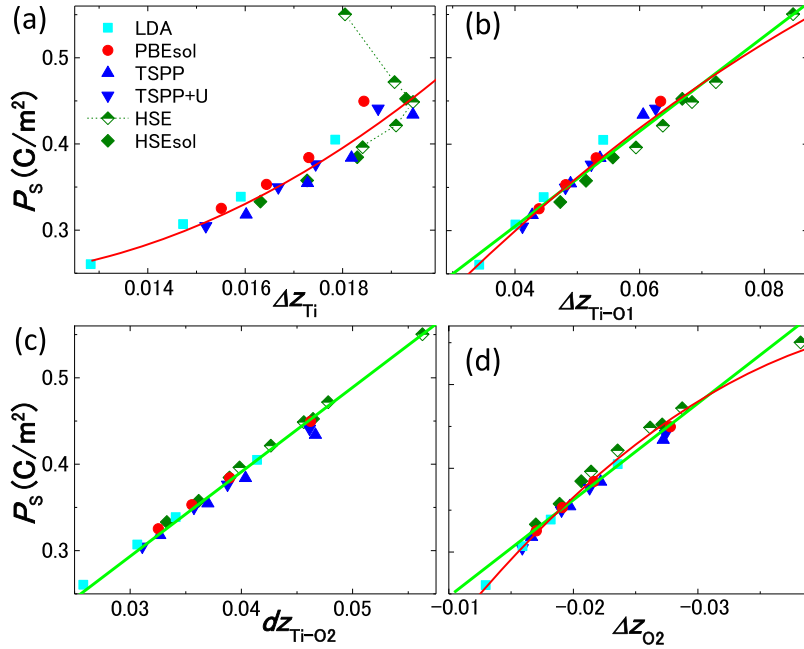 (a)
LDA
PBEsol
TSPP
TSPP+U
HSE
HSEsol
0.5
0.4
0.3
P_S (C/m²)
0.014 0.016 0.018
Δz_Ti
(b)
0.04 0.06 0.08
Δz_Ti−O1
(c)
0.5
0.4
0.3
P_S (C/m²)
0.03 0.04 0.05
dz_Ti−O2
(d)
−0.01 −0.02 −0.03
Δz_O2